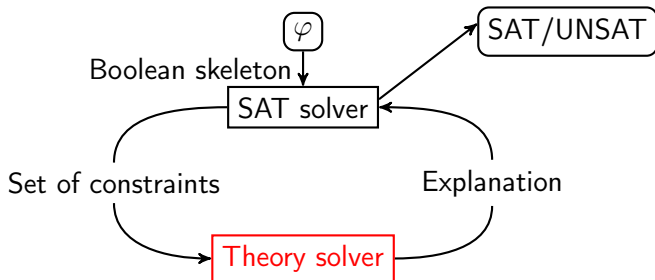 φ
SAT/UNSAT
Boolean skeleton
SAT solver
Set of constraints
Explanation
Theory solver